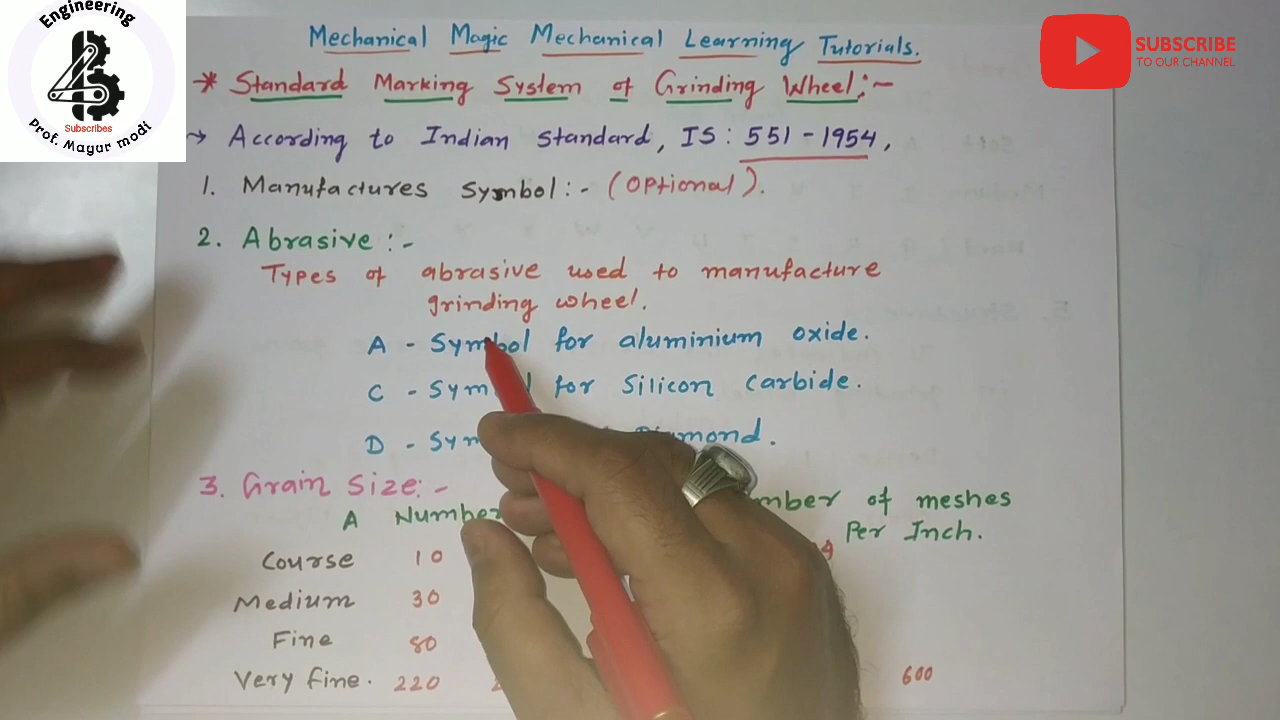 Engineering
Subscribes
Prof. Mayur modi
SUBSCRIBE
TO OUR CHANNEL
Mechanical Magic Mechanical Learning Tutorials.
* Standard Marking System of Grinding Wheel:-
→ According to Indian Standard, IS: 551-1954,
1. Manufactures Symbol:- (Optional).
2. Abrasive:-
Types of abrasive used to manufacture
grinding wheel.
A - Symbol for aluminium oxide.
C - Sym for Silicon Carbide.
D - Sym
3. Grain Size:-
A Number of meshes
Per Inch.
Course 10
Medium 30
Fine 80
Very fine. 220 600